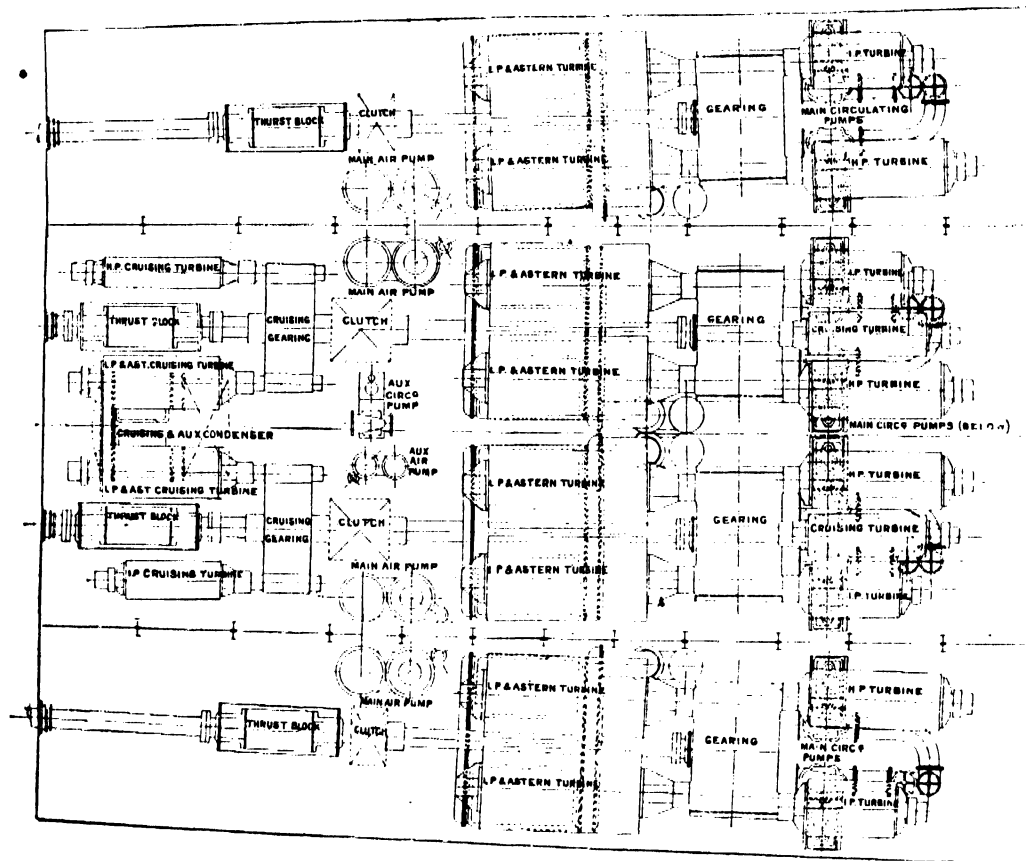 L P & ASTERN TURBINE
I.P. TURBINE
THURST BLOCK
CLUTCH
GEARING
MAIN CIRCULATING
PUMPS
MAIN AIR PUMP
L P & ASTERN TURBINE
H.P. TURBINE
H.P. CRUISING TURBINE
L P & ASTERN TURBINE
I.P TURBINE
MAIN AIR PUMP
THRUST BLOCK
CRUISING
GEARING
CLUTCH
GEARING
CRUISING TURBINE
L.P & AST. CRUISING TURBINE
L P. & ASTERN TURBINE
AUX
CIRCQ
PUMP
H.P TURBINE
CRUISING & AUX CONDENSER
MAIN CIRCQ PUMPS (BELOW)
AUX
AIR
PUMP
L P & AST CRUISING TURBINE
L P & ASTERN TURBINE
H.P TURBINE
THRUST BLOCK
CRUISING
GEARING
CLUTCH
GEARING
CRUISING TURBINE
MAIN AIR PUMP
L P & ASTERN TURBINE
I.P CRUISING TURBINE
I.P. TURBINE
L P & ASTERN TURBINE
H P TURBINE
MAIN AIR PUMP
THRUST BLOCK
CLUTCH
GEARING
MAIN CIRCQ
PUMPS
L P & ASTERN TURBINE
I.P TURBINE